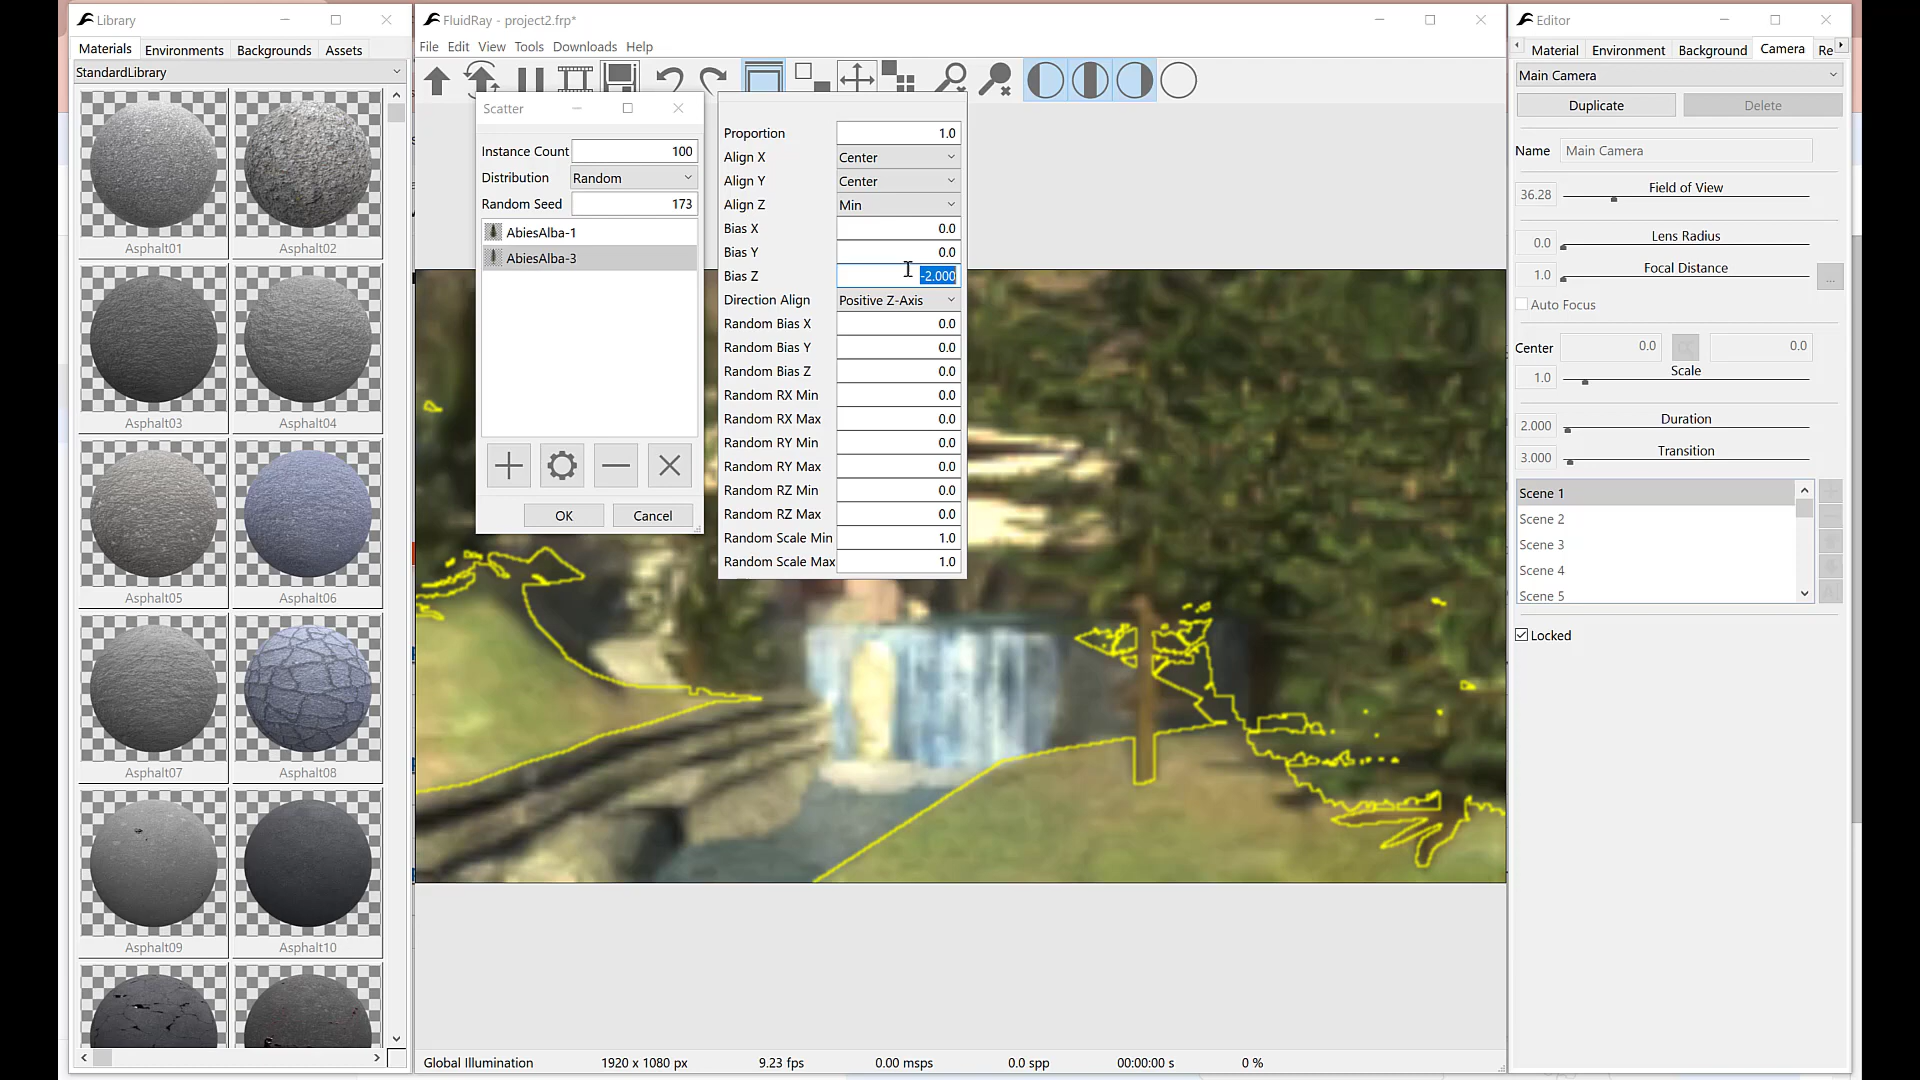 Library
Materials Environments Backgrounds Assets
StandardLibrary
Asphalt01 Asphalt02
Asphalt03 Asphalt04
Asphalt05 Asphalt06
Asphalt07 Asphalt08
Asphalt09 Asphalt10
FluidRay - project2.frp*
File Edit View Tools Downloads Help
Scatter
Instance Count 100
Distribution Random
Random Seed 173
AbiesAlba-1
AbiesAlba-3
OK Cancel
Proportion 1.0
Align X Center
Align Y Center
Align Z Min
Bias X 0.0
Bias Y 0.0
Bias Z -2.000
Direction Align Positive Z-Axis
Random Bias X 0.0
Random Bias Y 0.0
Random Bias Z 0.0
Random RX Min 0.0
Random RX Max 0.0
Random RY Min 0.0
Random RY Max 0.0
Random RZ Min 0.0
Random RZ Max 0.0
Random Scale Min 1.0
Random Scale Max 1.0
Global Illumination 1920 x 1080 px 9.23 fps 0.00 msps 0.0 spp 00:00:00 s 0 %
Editor
Material Environment Background Camera Re
Main Camera
Duplicate Delete
Name Main Camera
36.28 Field of View
0.0 Lens Radius
1.0 Focal Distance ...
Auto Focus
Center 0.0 0.0
1.0 Scale
2.000 Duration
3.000 Transition
Scene 1
Scene 2
Scene 3
Scene 4
Scene 5
Locked